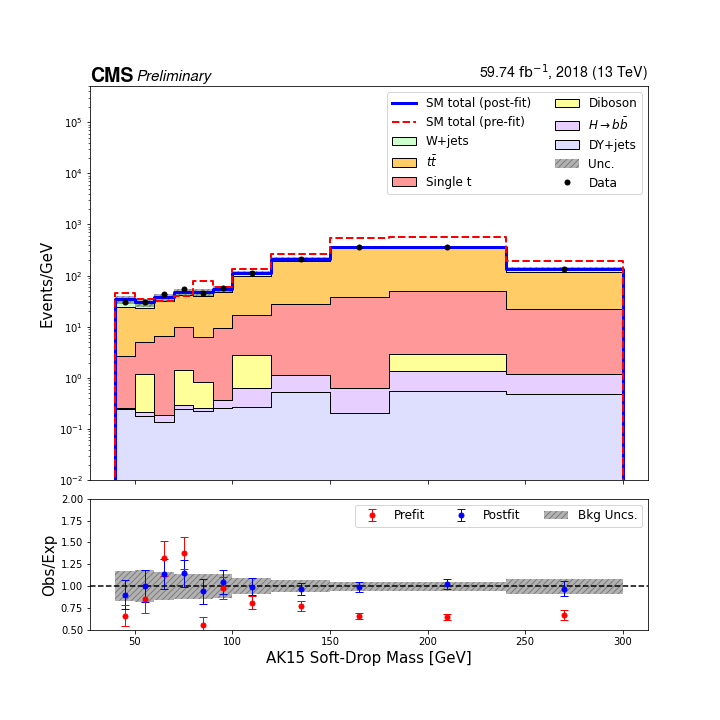 CMS Preliminary
59.74 fb⁻¹, 2018 (13 TeV)
SM total (post-fit)
SM total (pre-fit)
W+jets
tt̄
Single t
Diboson
H→bb̄
DY+jets
Unc.
Data
Events/GeV
10⁵
10⁴
10³
10²
10¹
10⁰
10⁻¹
10⁻²
Prefit
Postfit
Bkg Uncs.
Obs/Exp
2.00
1.75
1.50
1.25
1.00
0.75
0.50
50 100 150 200 250 300
AK15 Soft-Drop Mass [GeV]